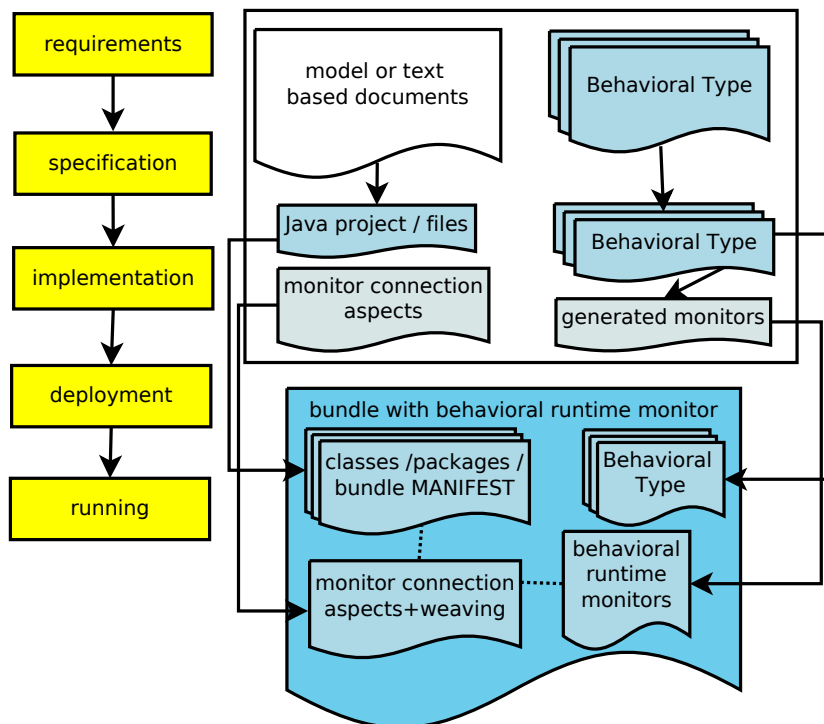 requirements
specification
implementation
deployment
running
model or text
based documents
Behavioral Type
Java project / files
Behavioral Type
monitor connection
aspects
generated monitors
bundle with behavioral runtime monitor
classes /packages /
bundle MANIFEST
Behavioral
Type
monitor connection
aspects+weaving
behavioral
runtime
monitors